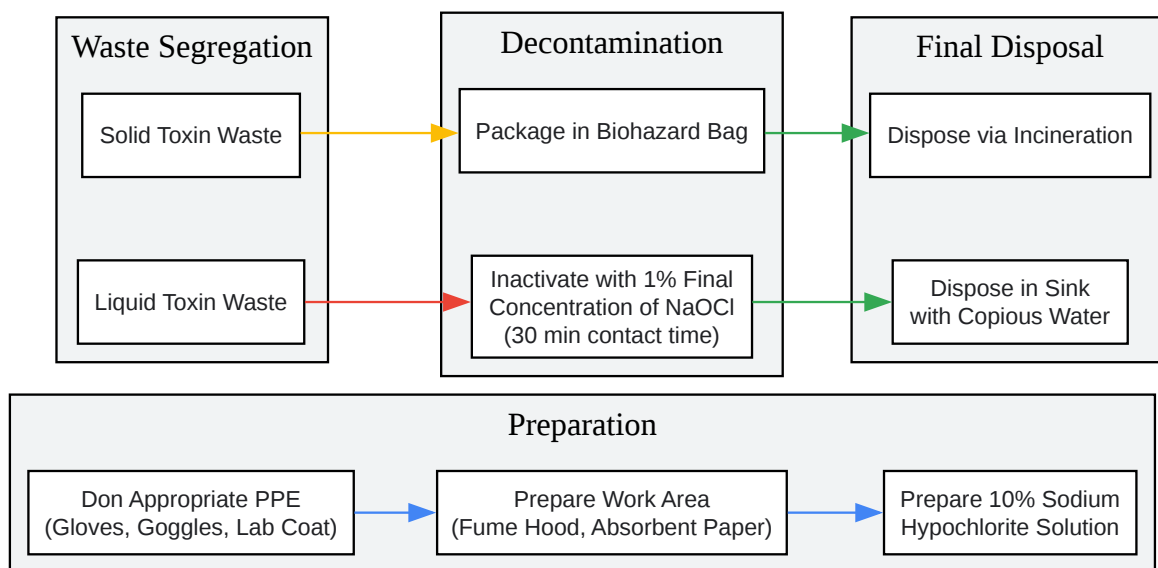 Waste Segregation
Solid Toxin Waste
Liquid Toxin Waste
Decontamination
Package in Biohazard Bag
Inactivate with 1% Final
Concentration of NaOCl
(30 min contact time)
Final Disposal
Dispose via Incineration
Dispose in Sink
with Copious Water
Preparation
Don Appropriate PPE
(Gloves, Goggles, Lab Coat)
Prepare Work Area
(Fume Hood, Absorbent Paper)
Prepare 10% Sodium
Hypochlorite Solution